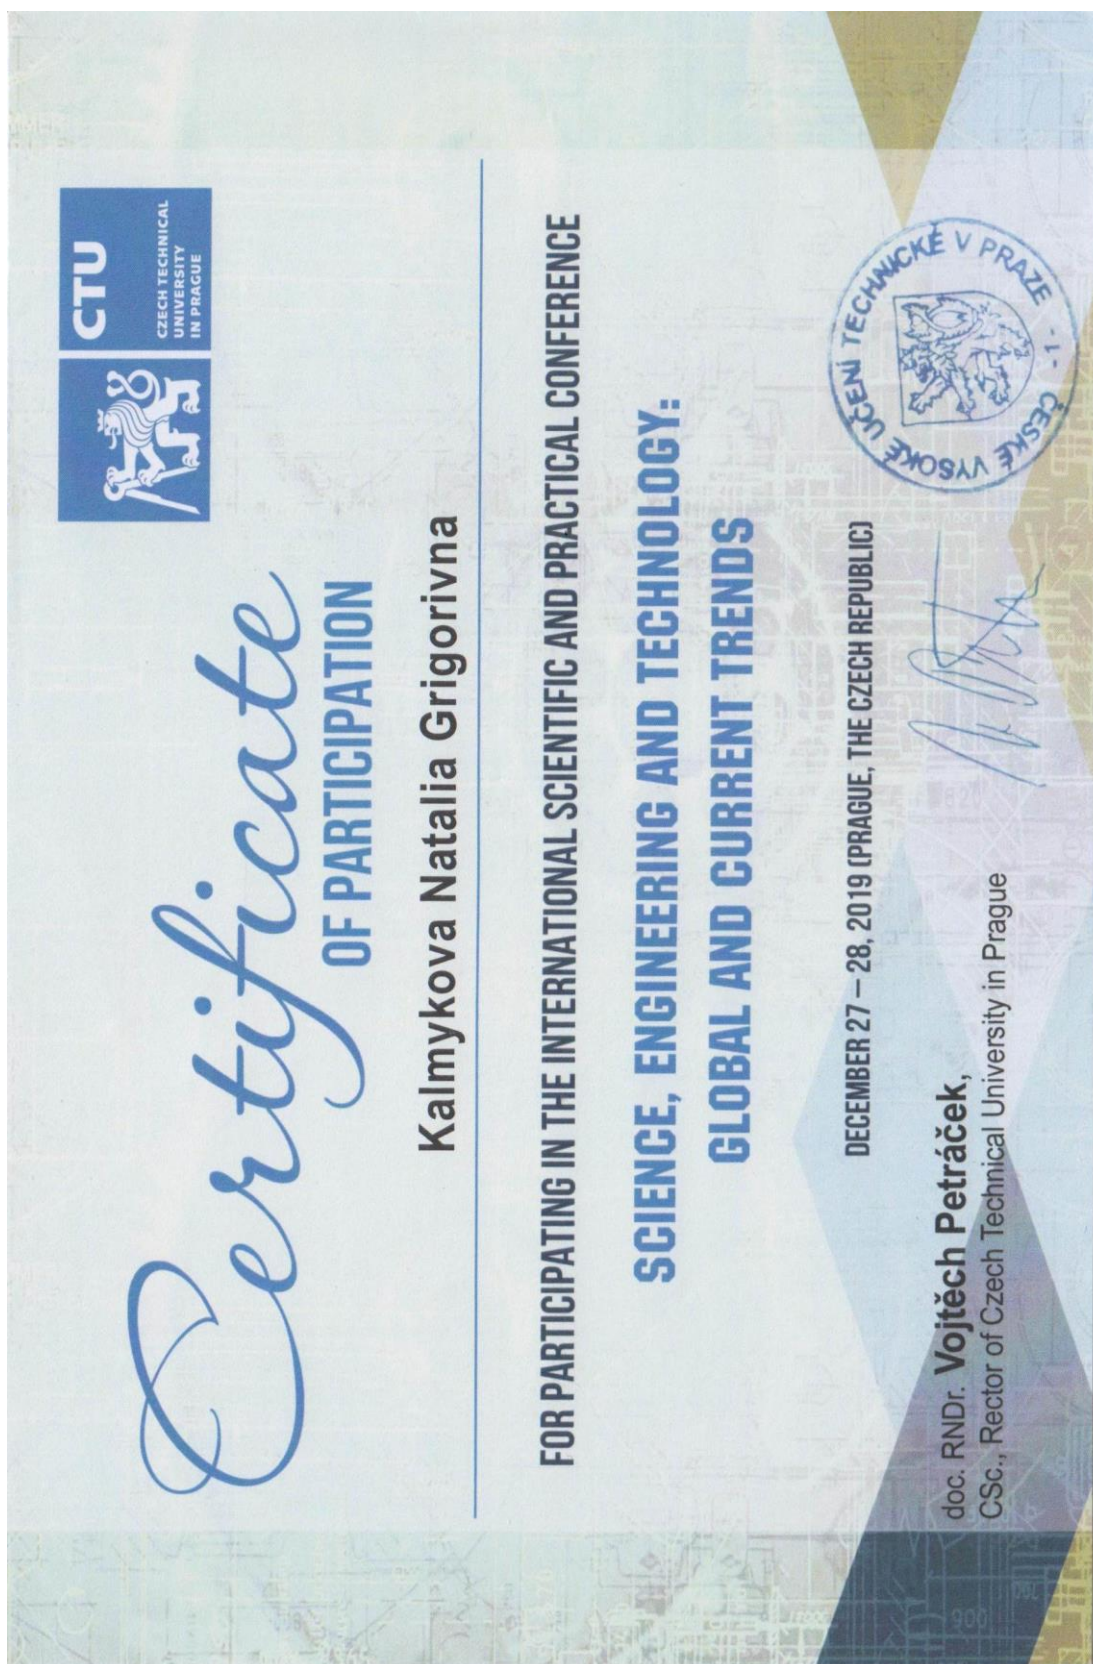 CTU
CZECH TECHNICAL
UNIVERSITY
IN PRAGUE
Certificate
OF PARTICIPATION
Kalmykova Natalia Grigorivna
FOR PARTICIPATING IN THE INTERNATIONAL SCIENTIFIC AND PRACTICAL CONFERENCE
SCIENCE, ENGINEERING AND TECHNOLOGY:
GLOBAL AND CURRENT TRENDS
DECEMBER 27 – 28, 2019 (PRAGUE, THE CZECH REPUBLIC)
doc. RNDr. Vojtěch Petráček,
CSc., Rector of Czech Technical University in Prague
ČESKÉ VYSOKÉ UČENÍ TECHNICKÉ V PRAZE
-1-